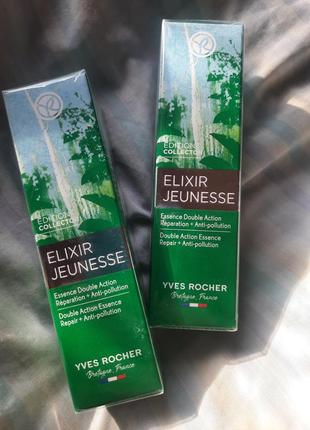 EDITION
COLLECTOR
ELIXIR
JEUNESSE
Essence Double Action
Réparation + Anti-pollution
Double Action Essence
Repair + Anti-pollution
YVES ROCHER
Bretagne, France
EDITION
COLLECTOR
ELIXIR
JEUNESSE
Essence Double Action
Réparation + Anti-pollution
Double Action Essence
Repair + Anti-pollution
YVES ROCHER
Bretagne, France